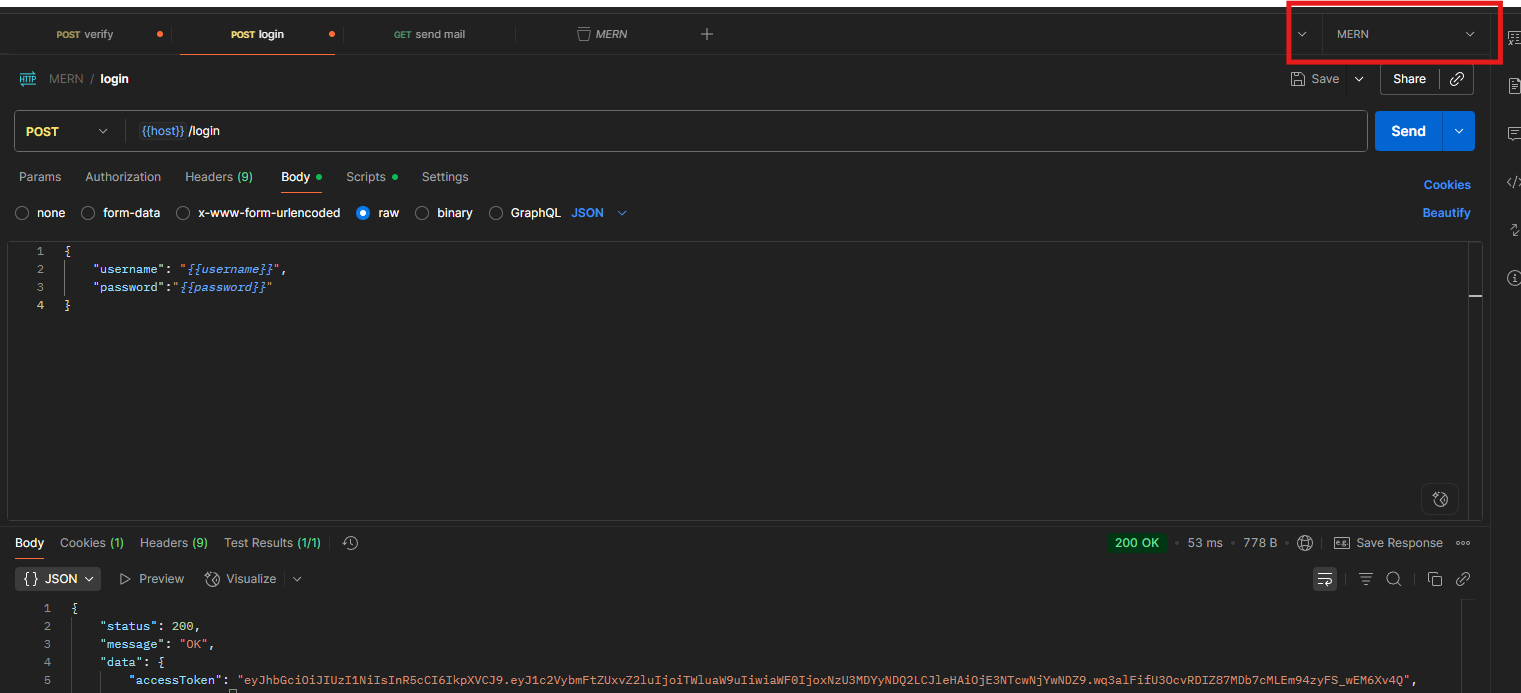 POST verify POST login GET send mail MERN MERN
HTTP MERN / login Save Share
POST {{host}} /login Send
Params Authorization Headers (9) Body Scripts Settings Cookies
none form-data x-www-form-urlencoded raw binary GraphQL JSON Beautify
1 {
2 "username": "{{username}}",
3 "password":"{{password}}"
4 }
Body Cookies (1) Headers (9) Test Results (1/1) 200 OK 53 ms 778 B e.g. Save Response
{} JSON Preview Visualize
1 {
2 "status": 200,
3 "message": "OK",
4 "data": {
5 "accessToken": "eyJhbGciOiJIUzI1NiIsInR5cCI6IkpXVCJ9.eyJ1c2VybmFtZUxvZ2luIjoiTWluaW9uIiwiaWF0IjoxNzU3MDYyNDQ2LCJleHAiOjE3NTcwNjYwNDZ9.wq3alFifU3OcvRDIZ87MDb7cMLEm94zyFS_wEM6Xv4Q",